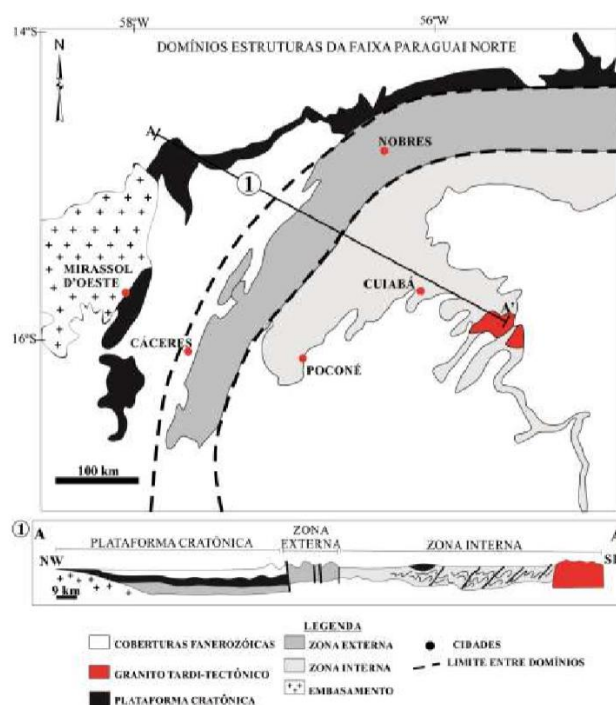 58°W
56°W
14°S
N
DOMÍNIOS ESTRUTURAS DA FAIXA PARAGUAI NORTE
A
NOBRES
1
MIRASSOL
D'OESTE
CUIABÁ
A'
16°S
CÁCERES
POCONÉ
100 km
1
A
PLATAFORMA CRATÔNICA
ZONA
EXTERNA
ZONA INTERNA
NW
9 km
LEGENDA
COBERTURAS FANEROZÓICAS
ZONA EXTERNA
CIDADES
GRANITO TARDI-TECTÔNICO
ZONA INTERNA
LIMITE ENTRE DOMÍNIOS
PLATAFORMA CRATÔNICA
EMBASAMENTO